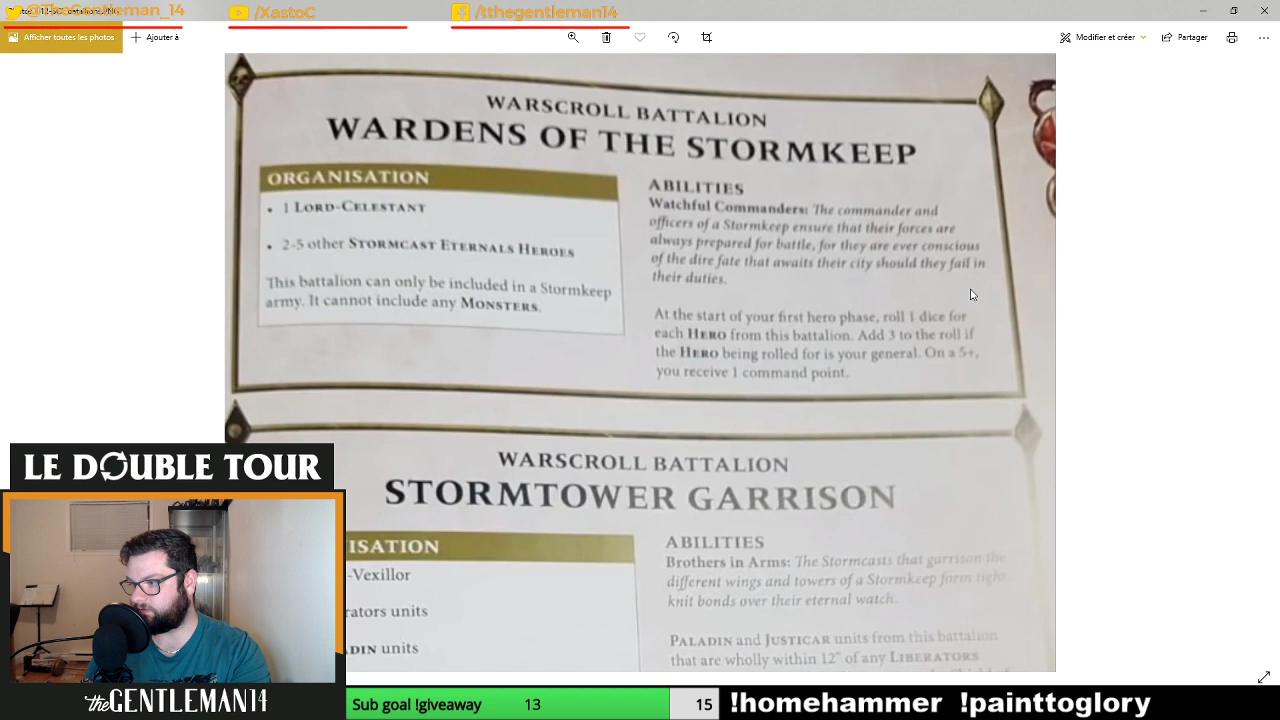 @TheGentleman_14
/XastoC
/tthegentleman14
Afficher toutes les photos
Ajouter à
Modifier et créer
Partager
WARSCROLL BATTALION
WARDENS OF THE STORMKEEP
ORGANISATION
• 1 LORD-CELESTANT
• 2-5 other STORMCAST ETERNALS HEROES
This battalion can only be included in a Stormkeep
army. It cannot include any MONSTERS.
ABILITIES
Watchful Commanders: The commander and
officers of a Stormkeep ensure that their forces are
always prepared for battle, for they are ever conscious
of the dire fate that awaits their city should they fail in
their duties.
At the start of your first hero phase, roll 1 dice for
each HERO from this battalion. Add 3 to the roll if
the HERO being rolled for is your general. On a 5+,
you receive 1 command point.
WARSCROLL BATTALION
STORMTOWER GARRISON
ISATION
-Vexillor
rators units
DIN units
ABILITIES
Brothers in Arms: The Stormcasts that garrison the
different wings and towers of a Stormkeep form tight-
knit bonds over their eternal watch.
PALADIN and JUSTICAR units from this battalion
that are wholly within 12" of any LIBERATORS
LE DOUBLE TOUR
theGENTLEMAN14
Sub goal !giveaway 13 15
!homehammer !painttoglory